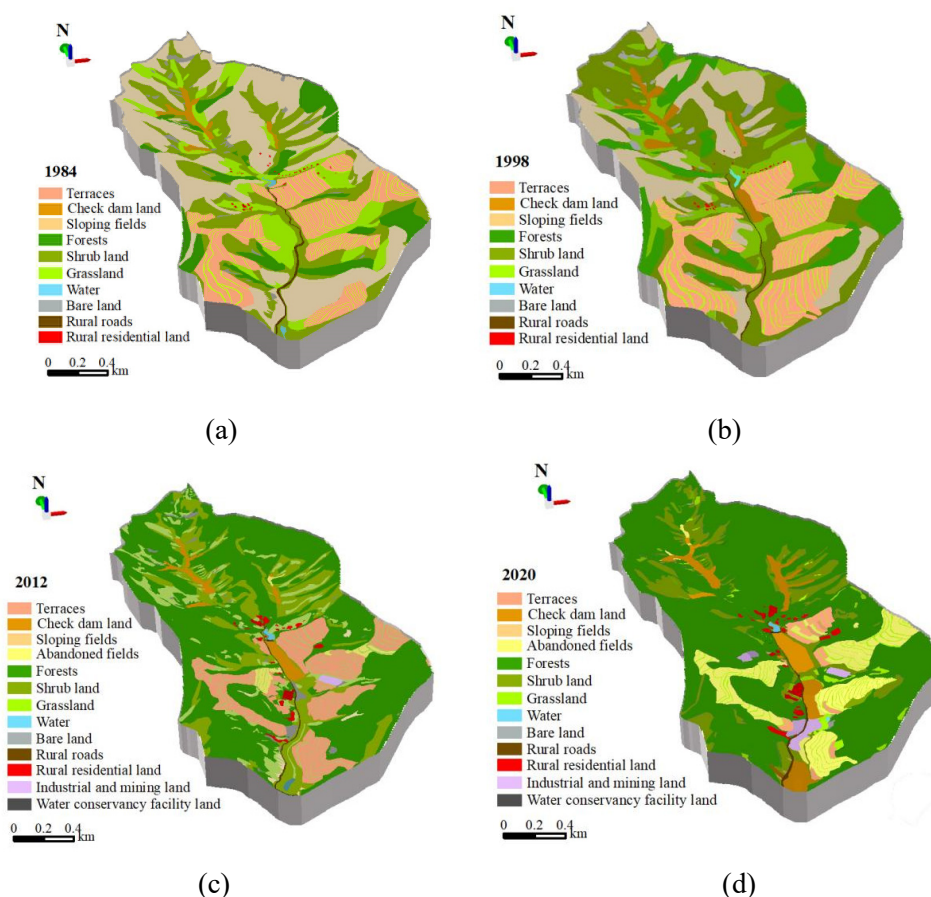 N
1984
Terraces
Check dam land
Sloping fields
Forests
Shrub land
Grassland
Water
Bare land
Rural roads
Rural residential land
0 0.2 0.4
km
(a)
N
1998
Terraces
Check dam land
Sloping fields
Forests
Shrub land
Grassland
Water
Bare land
Rural roads
Rural residential land
0 0.2 0.4
km
(b)
N
2012
Terraces
Check dam land
Sloping fields
Abandoned fields
Forests
Shrub land
Grassland
Water
Bare land
Rural roads
Rural residential land
Industrial and mining land
Water conservancy facility land
0 0.2 0.4
km
(c)
N
2020
Terraces
Check dam land
Sloping fields
Abandoned fields
Forests
Shrub land
Grassland
Water
Bare land
Rural roads
Rural residential land
Industrial and mining land
Water conservancy facility land
0 0.2 0.4
km
(d)